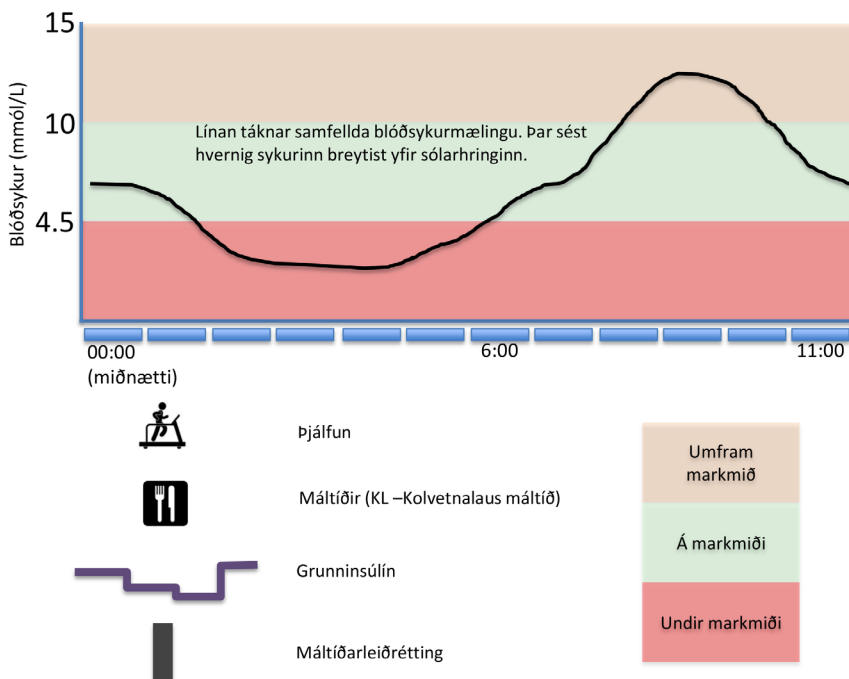 15
10
4.5
Blóðsykur (mmól/L)
Línan táknar samfellda blóðsykurmælingu. Þar sést
hvernig sykurinn breytist yfir sólarhringinn.
00:00
(miðnætti)
6:00
11:00
Þjálfun
Máltíðir (KL –Kolvetnalaus máltíð)
Grunninsúlín
Máltíðarleiðrétting
Umfram
markmið
Á markmiði
Undir markmiði